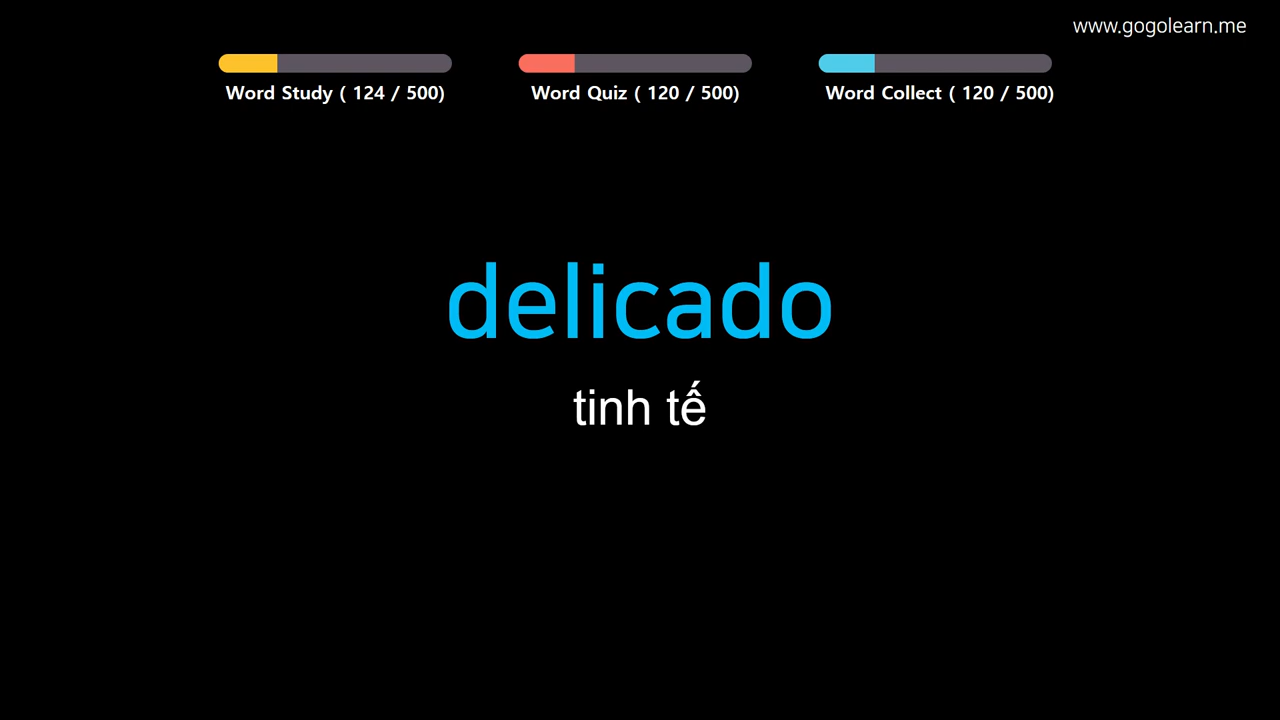 www.gogolearn.me
Word Study ( 124 / 500)
Word Quiz ( 120 / 500)
Word Collect ( 120 / 500)
delicado
tinh tế